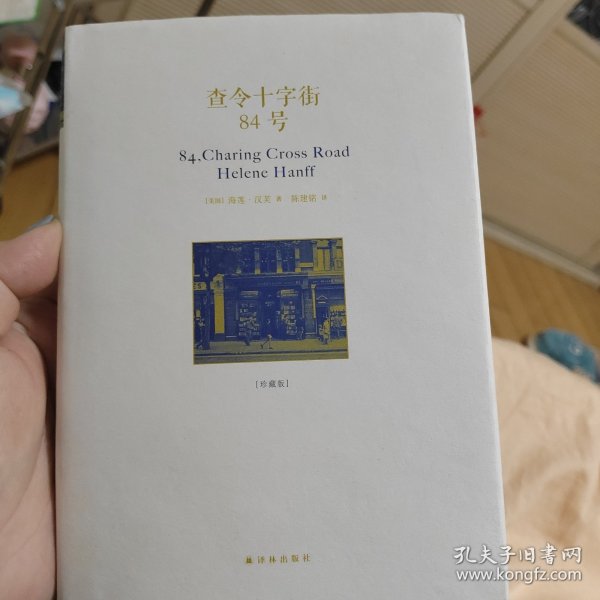 查令十字街
84号
84,Charing Cross Road
Helene Hanff
[美国] 海莲·汉芙 著 陈建铭 译
[珍藏版]
译林出版社
孔夫子旧书网
www.kongfz.com